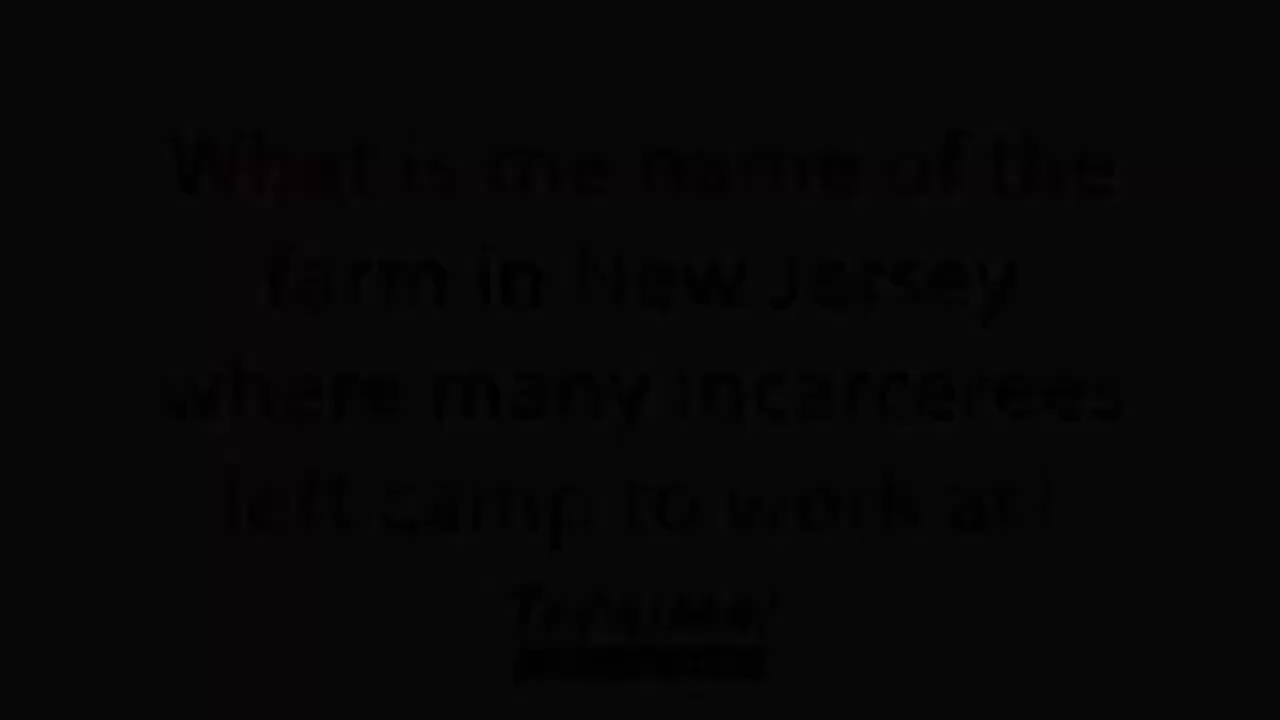 What is the name of the
farm in New Jersey
where many incarcerees
left camp to work at?